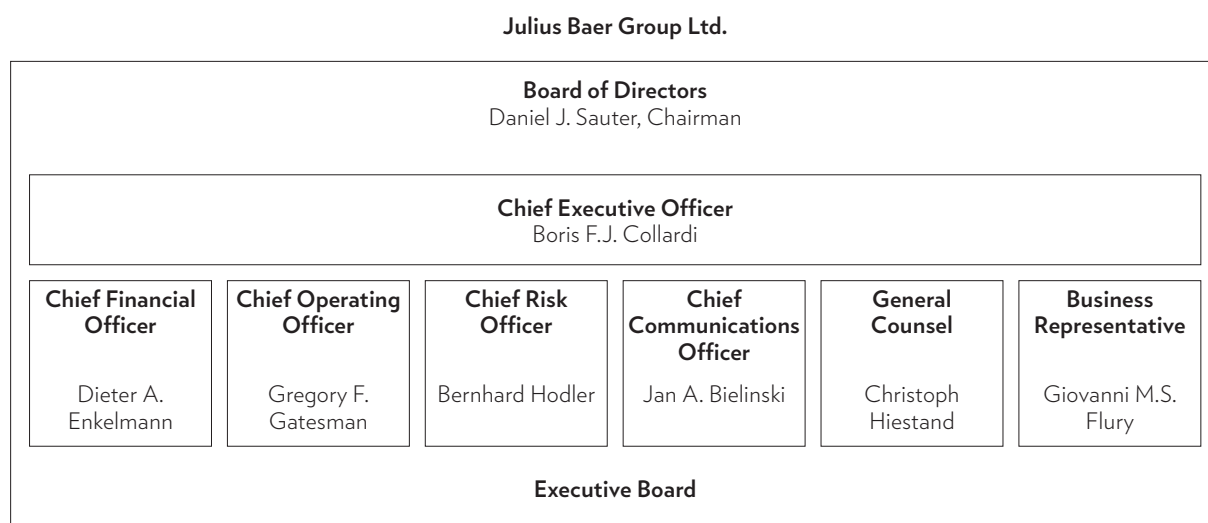 Julius Baer Group Ltd.
Board of Directors
Daniel J. Sauter, Chairman
Chief Executive Officer
Boris F.J. Collardi
Chief Financial
Officer
Dieter A.
Enkelmann
Chief Operating
Officer
Gregory F.
Gatesman
Chief Risk
Officer
Bernhard Hodler
Chief
Communications
Officer
Jan A. Bielinski
General
Counsel
Christoph
Hiestand
Business
Representative
Giovanni M.S.
Flury
Executive Board